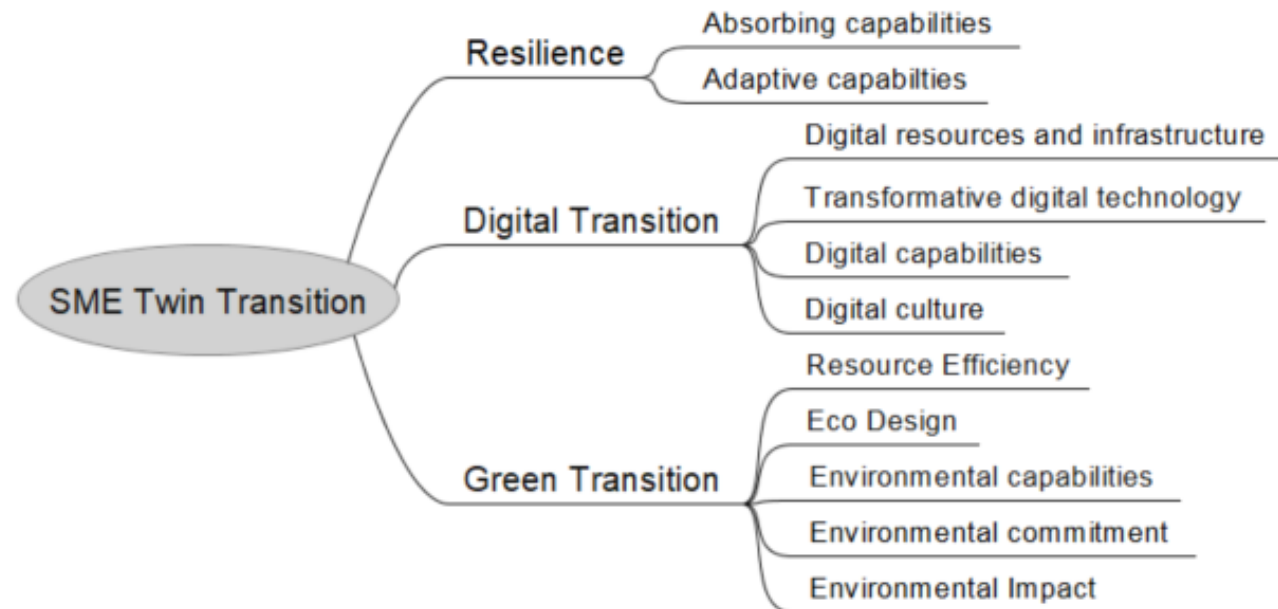 Absorbing capabilities
Resilience
Adaptive capabilties
Digital resources and infrastructure
Transformative digital technology
Digital Transition
Digital capabilities
Digital culture
SME Twin Transition
Resource Efficiency
Eco Design
Green Transition
Environmental capabilities
Environmental commitment
Environmental Impact